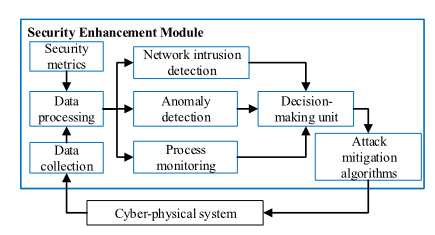 Security Enhancement Module
Security
metrics
Network intrusion
detection
Data
processing
Anomaly
detection
Decision-
making unit
Data
collection
Process
monitoring
Attack
mitigation
algorithms
Cyber-physical system